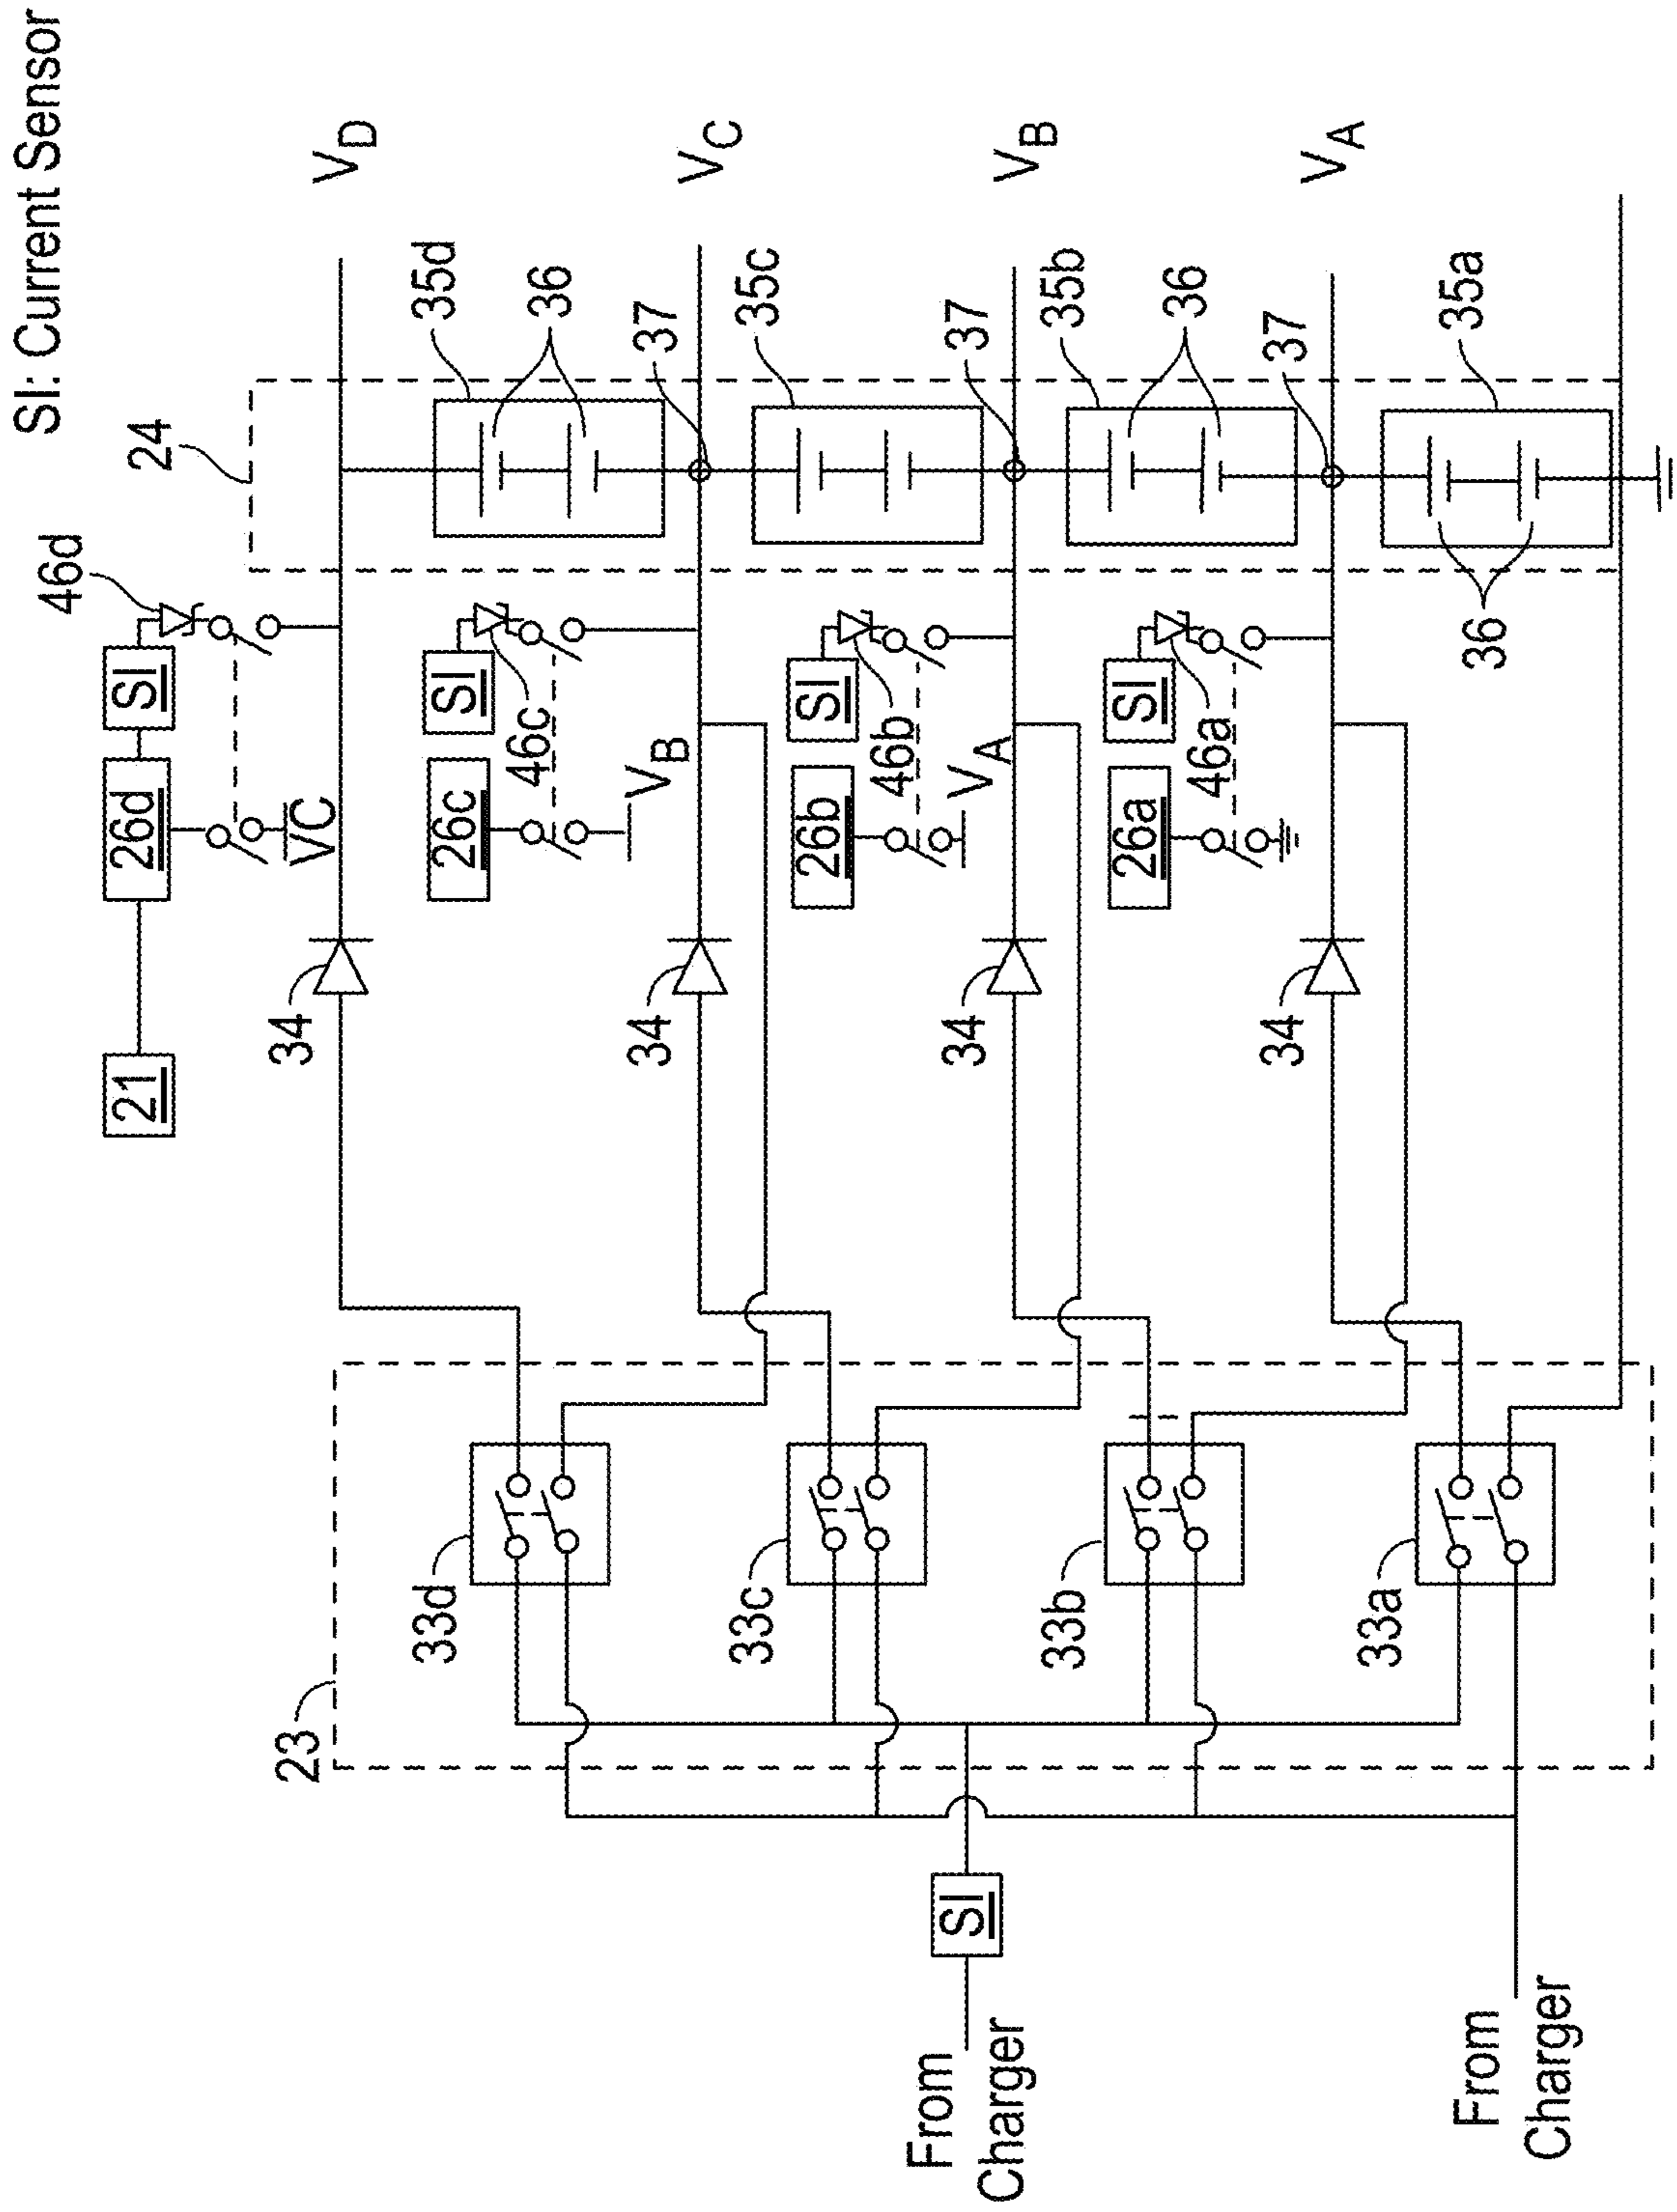 SI: Current Sensor
V_D
V_C
V_B
V_A
24
46d
SI
26d
VC
21
34
35d
36
37
SI
46c
26c
V_B
34
35c
37
SI
46b
26b
V_A
34
35b
36
37
SI
46a
26a
34
35a
36
23
33d
33c
33b
33a
SI
From
Charger
From
Charger